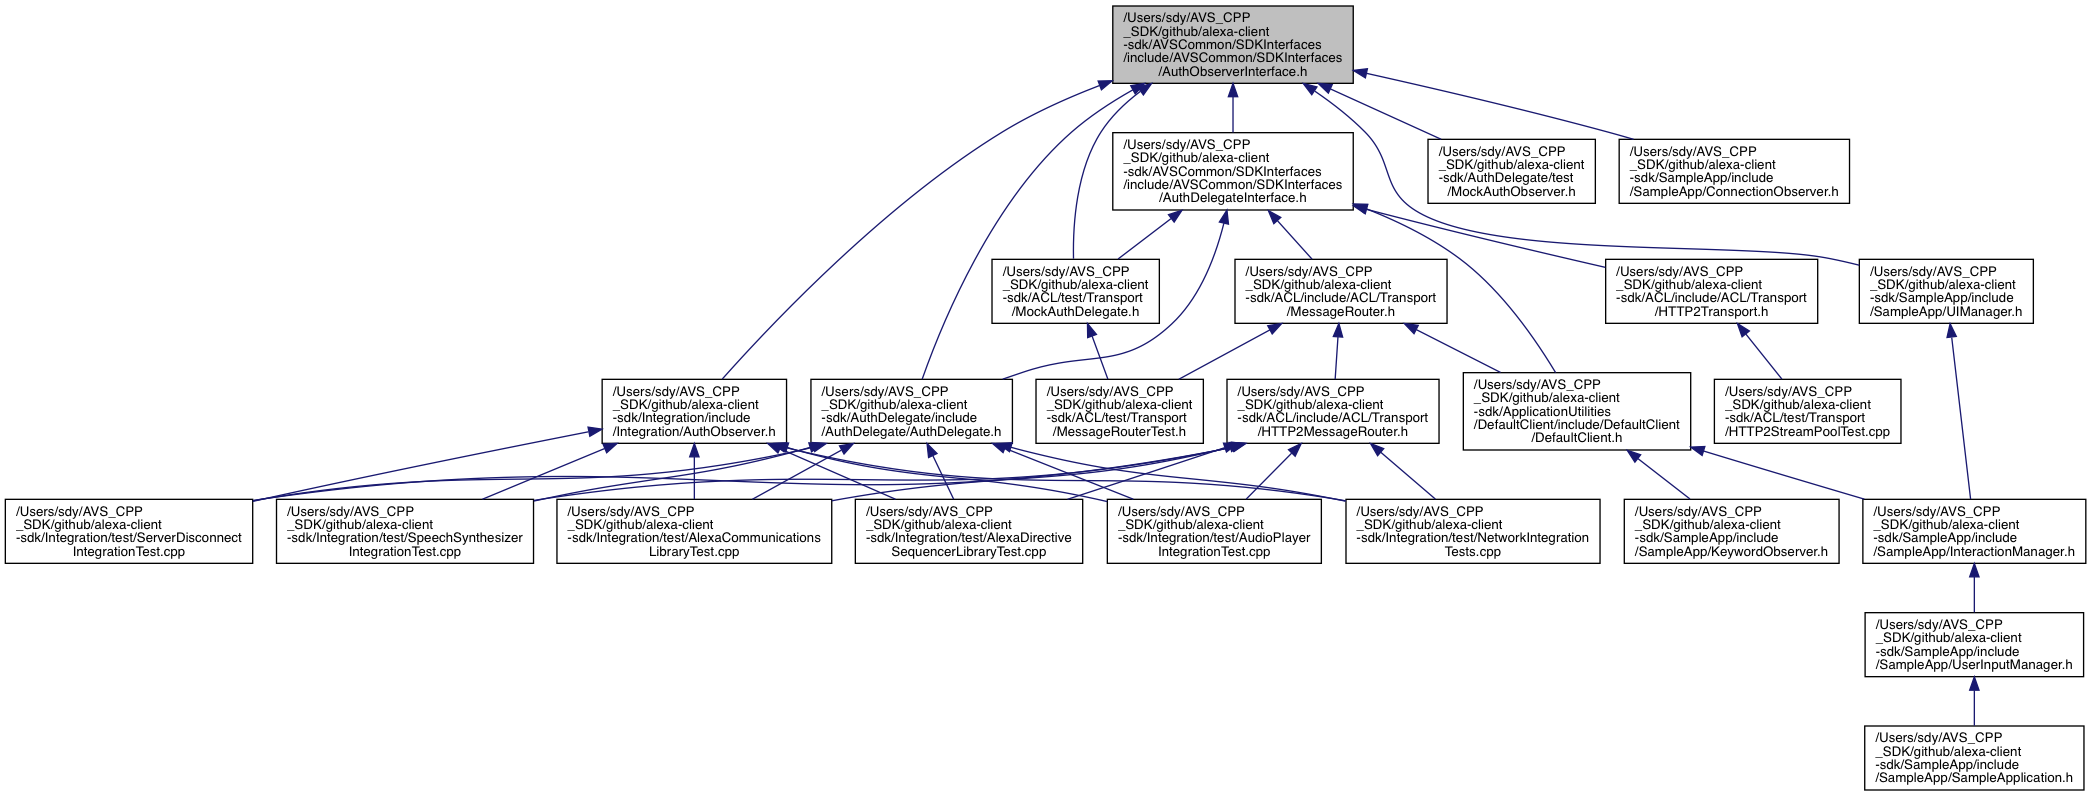 /Users/sdy/AVS_CPP
_SDK/github/alexa-client
-sdk/AVSCommon/SDKInterfaces
/include/AVSCommon/SDKInterfaces
/AuthObserverInterface.h
/Users/sdy/AVS_CPP
_SDK/github/alexa-client
-sdk/AVSCommon/SDKInterfaces
/include/AVSCommon/SDKInterfaces
/AuthDelegateInterface.h
/Users/sdy/AVS_CPP
_SDK/github/alexa-client
-sdk/AuthDelegate/test
/MockAuthObserver.h
/Users/sdy/AVS_CPP
_SDK/github/alexa-client
-sdk/SampleApp/include
/SampleApp/ConnectionObserver.h
/Users/sdy/AVS_CPP
_SDK/github/alexa-client
-sdk/ACL/test/Transport
/MockAuthDelegate.h
/Users/sdy/AVS_CPP
_SDK/github/alexa-client
-sdk/ACL/include/ACL/Transport
/MessageRouter.h
/Users/sdy/AVS_CPP
_SDK/github/alexa-client
-sdk/ACL/include/ACL/Transport
/HTTP2Transport.h
/Users/sdy/AVS_CPP
_SDK/github/alexa-client
-sdk/SampleApp/include
/SampleApp/UIManager.h
/Users/sdy/AVS_CPP
_SDK/github/alexa-client
-sdk/Integration/include
/Integration/AuthObserver.h
/Users/sdy/AVS_CPP
_SDK/github/alexa-client
-sdk/AuthDelegate/include
/AuthDelegate/AuthDelegate.h
/Users/sdy/AVS_CPP
_SDK/github/alexa-client
-sdk/ACL/test/Transport
/MessageRouterTest.h
/Users/sdy/AVS_CPP
_SDK/github/alexa-client
-sdk/ACL/include/ACL/Transport
/HTTP2MessageRouter.h
/Users/sdy/AVS_CPP
_SDK/github/alexa-client
-sdk/ApplicationUtilities
/DefaultClient/include/DefaultClient
/DefaultClient.h
/Users/sdy/AVS_CPP
_SDK/github/alexa-client
-sdk/ACL/test/Transport
/HTTP2StreamPoolTest.cpp
/Users/sdy/AVS_CPP
_SDK/github/alexa-client
-sdk/Integration/test/ServerDisconnect
IntegrationTest.cpp
/Users/sdy/AVS_CPP
_SDK/github/alexa-client
-sdk/Integration/test/SpeechSynthesizer
IntegrationTest.cpp
/Users/sdy/AVS_CPP
_SDK/github/alexa-client
-sdk/Integration/test/AlexaCommunications
LibraryTest.cpp
/Users/sdy/AVS_CPP
_SDK/github/alexa-client
-sdk/Integration/test/AlexaDirective
SequencerLibraryTest.cpp
/Users/sdy/AVS_CPP
_SDK/github/alexa-client
-sdk/Integration/test/AudioPlayer
IntegrationTest.cpp
/Users/sdy/AVS_CPP
_SDK/github/alexa-client
-sdk/Integration/test/NetworkIntegration
Tests.cpp
/Users/sdy/AVS_CPP
_SDK/github/alexa-client
-sdk/SampleApp/include
/SampleApp/KeywordObserver.h
/Users/sdy/AVS_CPP
_SDK/github/alexa-client
-sdk/SampleApp/include
/SampleApp/InteractionManager.h
/Users/sdy/AVS_CPP
_SDK/github/alexa-client
-sdk/SampleApp/include
/SampleApp/UserInputManager.h
/Users/sdy/AVS_CPP
_SDK/github/alexa-client
-sdk/SampleApp/include
/SampleApp/SampleApplication.h